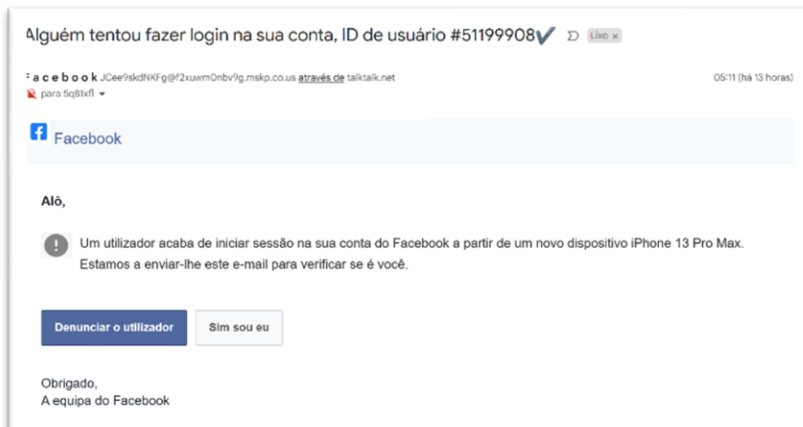 Alguém tentou fazer login na sua conta, ID de usuário #51199908✔ Lixo x
Facebook JCee9skdNKFg@f2xuwm0nbv9g.mskp.co.us através de talktalk.net 05:11 (há 13 horas)
para 5q81xfl
Facebook
Alô,
Um utilizador acaba de iniciar sessão na sua conta do Facebook a partir de um novo dispositivo iPhone 13 Pro Max.
Estamos a enviar-lhe este e-mail para verificar se é você.
Denunciar o utilizador Sim sou eu
Obrigado,
A equipa do Facebook